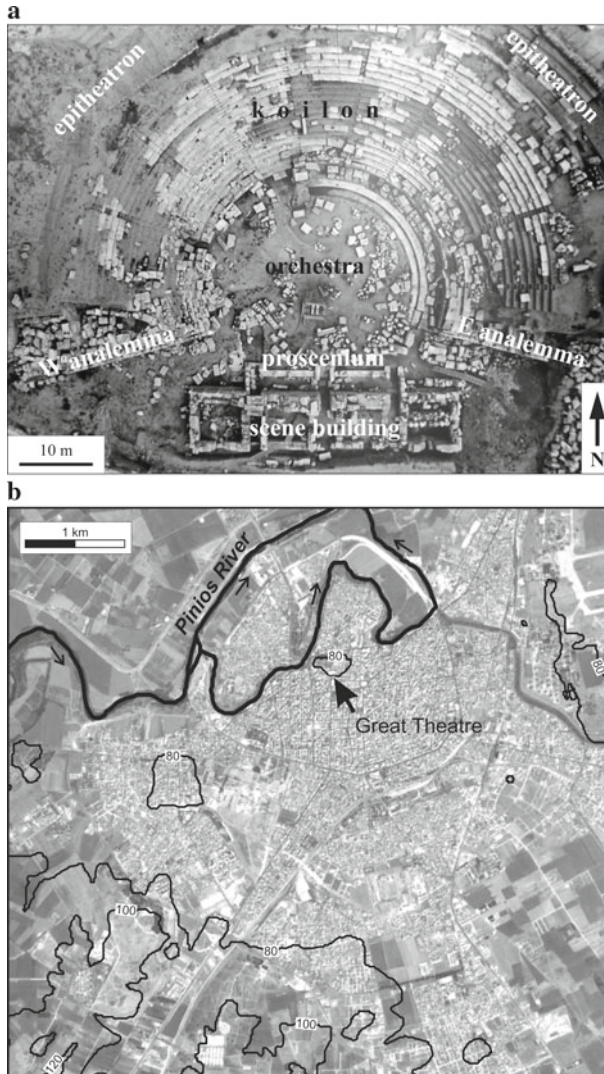 a
epitheatron
epitheatron
koilon
orchestra
W analemma
E analemma
proscenium
scene building
10 m
N
b
1 km
Pinios River
80
80
Great Theatre
80
100
80
100
120